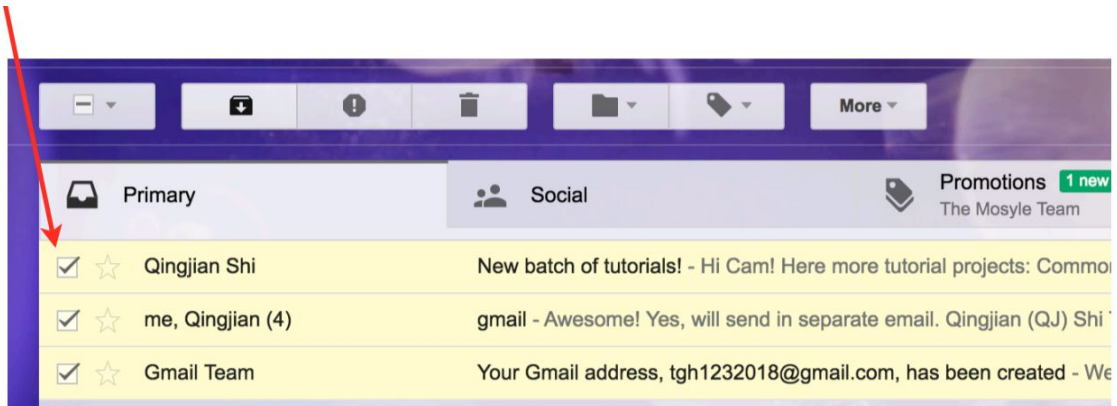 More
Primary
Social
Promotions 1 new
The Mosyle Team
Qingjian Shi New batch of tutorials! - Hi Cam! Here more tutorial projects:
me, Qingjian (4) gmail - Awesome! Yes, will send in separate email. Qingjian (QJ) Shi
Gmail Team Your Gmail address, tgh1232018@gmail.com, has been created -